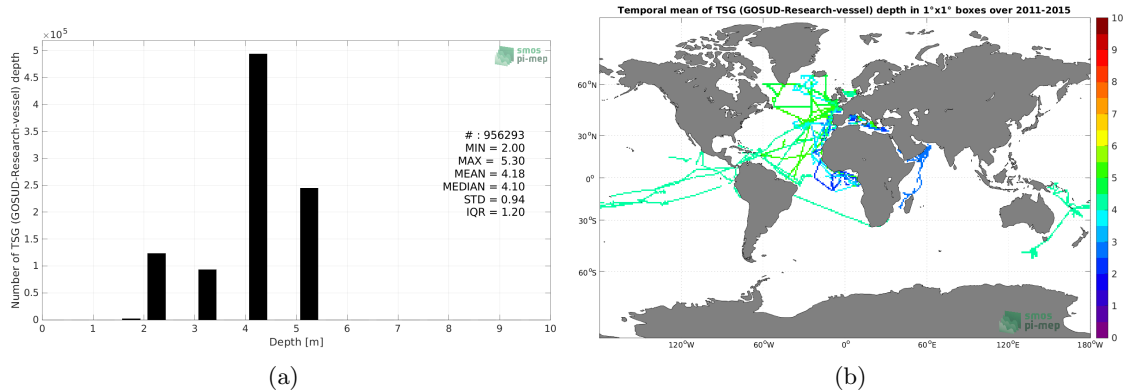 ×10⁵
5
4.5
4
3.5
3
2.5
2
1.5
1
0.5
0
Number of TSG (GOSUD-Research-vessel) depth
smos
pi-mep
# : 956293
MIN = 2.00
MAX = 5.30
MEAN = 4.18
MEDIAN = 4.10
STD = 0.94
IQR = 1.20
0 1 2 3 4 5 6 7 8 9 10
Depth [m]
(a)
Temporal mean of TSG (GOSUD-Research-vessel) depth in 1°x1° boxes over 2011-2015
60°N
30°N
0°
30°S
60°S
120°W 60°W 0° 60°E 120°E 180°W
smos
pi-mep
10
9
8
7
6
5
4
3
2
1
0
(b)